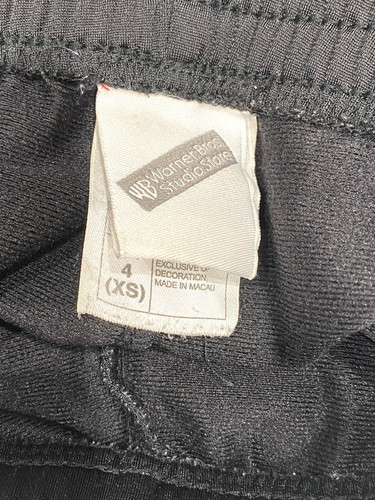 WB Warner Bros.
Studio Store
4
(XS)
EXCLUSIVE OF
DECORATION.
MADE IN MACAU